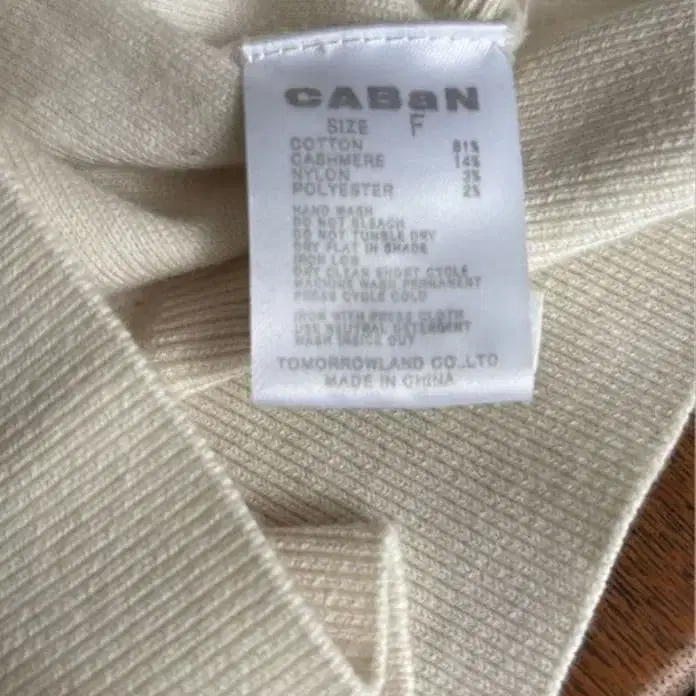 CABaN
SIZE F
COTTON 81%
CASHMERE 14%
NYLON 3%
POLYESTER 2%
HAND WASH
DO NOT BLEACH
DO NOT TUMBLE DRY
DRY FLAT IN SHADE
IRON LOW
DRY CLEAN SHORT CYCLE
MACHINE WASH PERMANENT
PRESS CYCLE COLD
IRON WITH PRESS CLOTH
USE NEUTRAL DETERGENT
WASH INSIDE OUT
TOMORROWLAND CO.,LTD
MADE IN CHINA